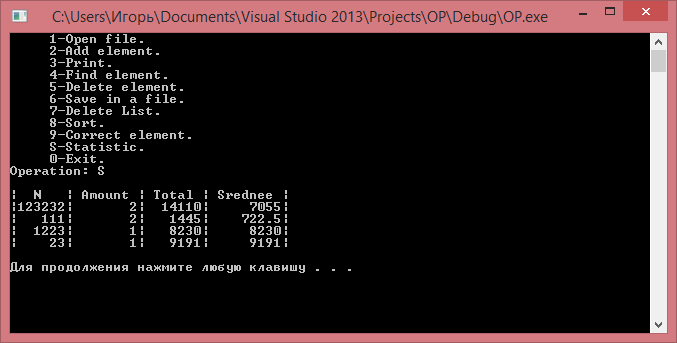 C:\Users\Игорь\Documents\Visual Studio 2013\Projects\OP\Debug\OP.exe
1-Open file.
2-Add element.
3-Print.
4-Find element.
5-Delete element.
6-Save in a file.
7-Delete List.
8-Sort.
9-Correct element.
S-Statistic.
0-Exit.
Operation: S
¦  N   ¦ Amount ¦ Total ¦ Srednee ¦
¦123232¦       2¦  14110¦     7055¦
¦   111¦       2¦   1445¦    722.5¦
¦  1223¦       1¦   8230¦     8230¦
¦    23¦       1¦   9191¦     9191¦
Для продолжения нажмите любую клавишу . . .